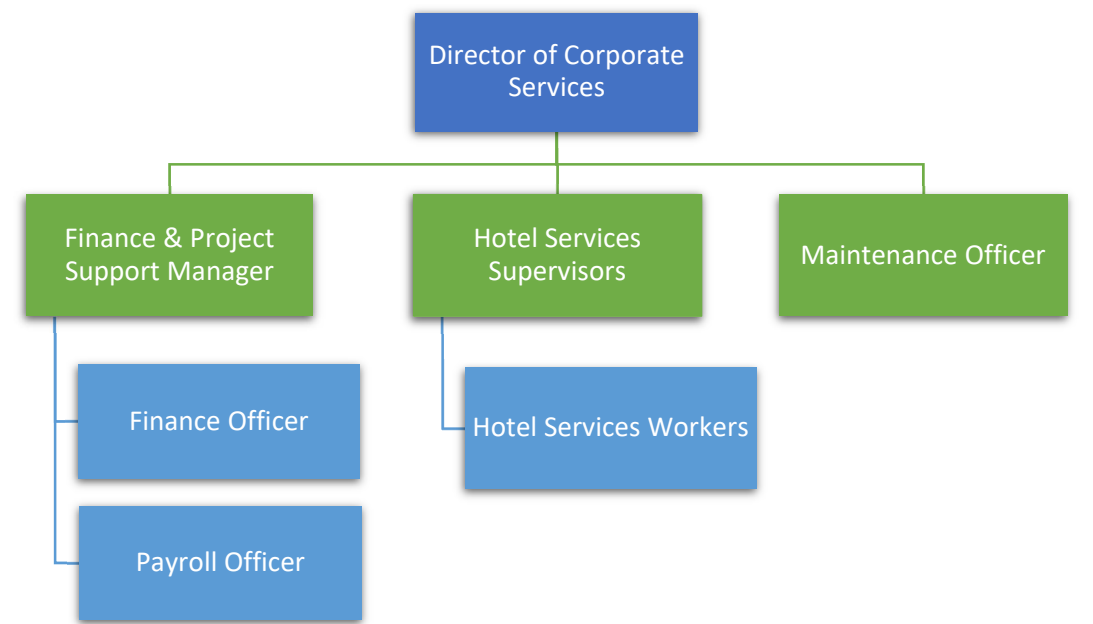 Director of Corporate
Services
Finance & Project
Support Manager
Hotel Services
Supervisors
Maintenance Officer
Finance Officer
Hotel Services Workers
Payroll Officer